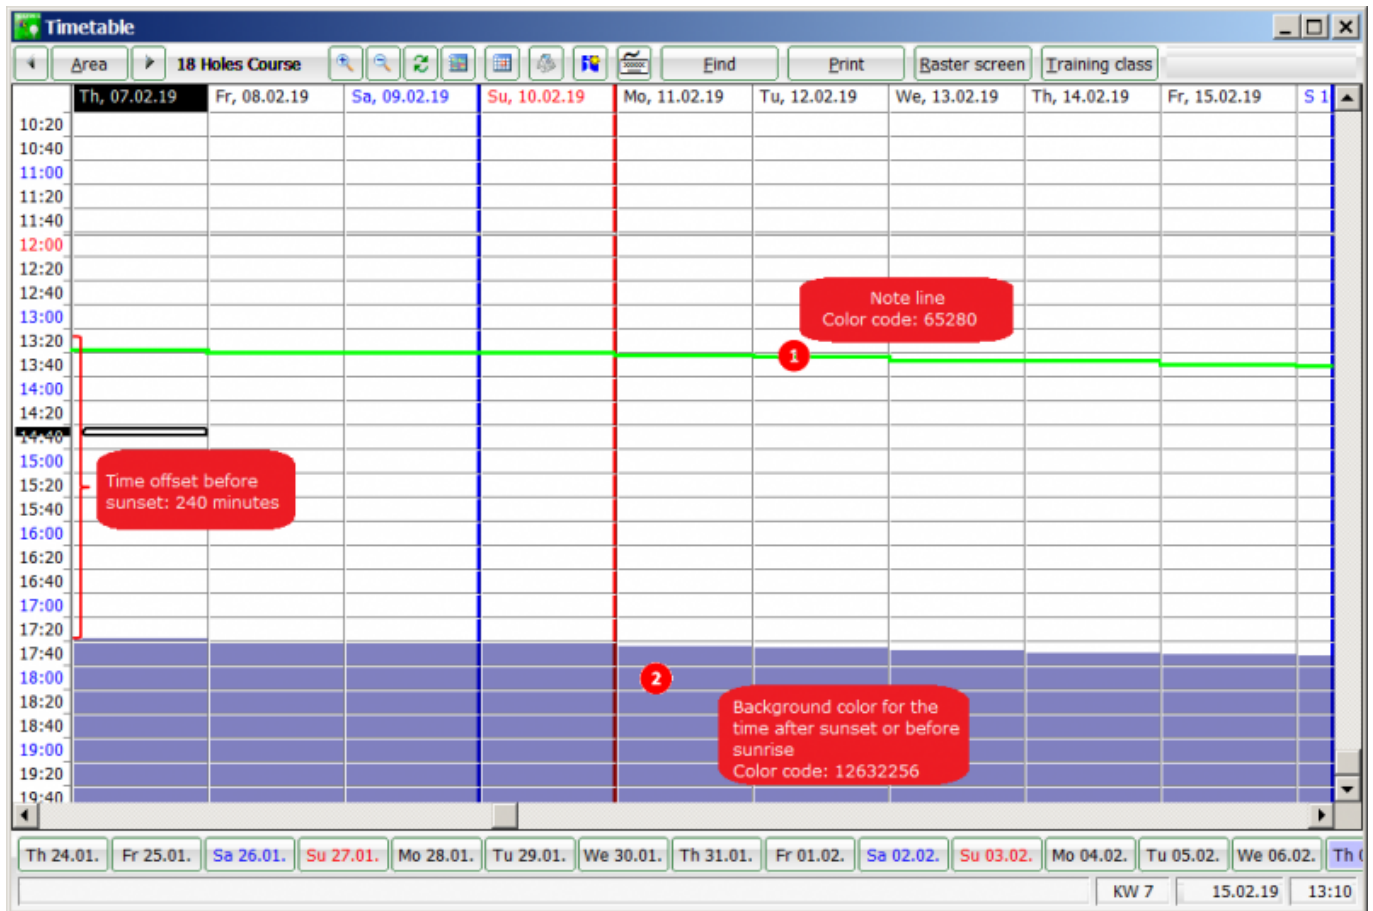 Timetable
Area 18 Holes Course Find Print Raster screen Training class
Th, 07.02.19 Fr, 08.02.19 Sa, 09.02.19 Su, 10.02.19 Mo, 11.02.19 Tu, 12.02.19 We, 13.02.19 Th, 14.02.19 Fr, 15.02.19 S 1
10:20
10:40
11:00
11:20
11:40
12:00
12:20
12:40
13:00
Note line
Color code: 65280
13:20
1
13:40
14:00
14:20
14:40
15:00
Time offset before
sunset: 240 minutes
15:20
15:40
16:00
16:20
16:40
17:00
17:20
17:40
18:00
2
18:20
Background color for the
time after sunset or before
sunrise
Color code: 12632256
18:40
19:00
19:20
19:40
Th 24.01. Fr 25.01. Sa 26.01. Su 27.01. Mo 28.01. Tu 29.01. We 30.01. Th 31.01. Fr 01.02. Sa 02.02. Su 03.02. Mo 04.02. Tu 05.02. We 06.02. Th
KW 7 15.02.19 13:10